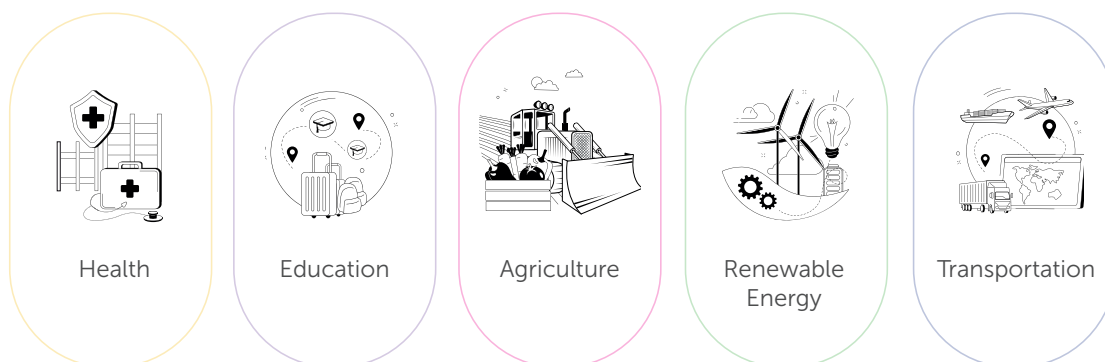 Health
Education
Agriculture
Renewable
Energy
Transportation